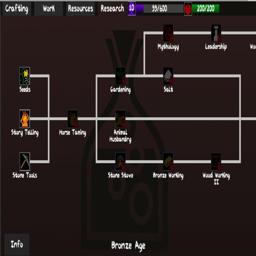 Crafting Work Resources Research 10 99/600 200/200
Mythology Leadership
Seeds Gardening Salt
Story Telling Horse Taming Animal Husbandry
Stone Tools Stone Stove Bronze Working Wood Working II
Info Bronze Age